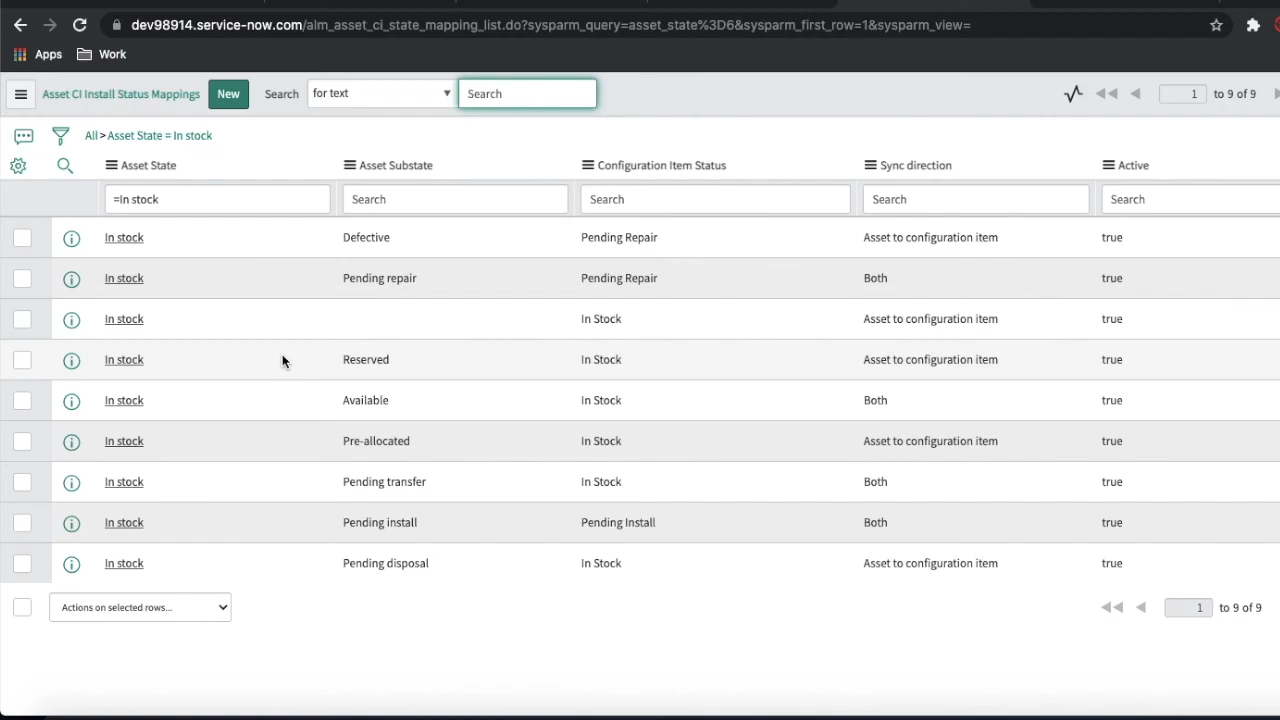 dev98914.service-now.com/alm_asset_ci_state_mapping_list.do?sysparm_query=asset_state%3D6&sysparm_first_row=1&sysparm_view=
Apps Work
Asset CI Install Status Mappings New Search for text Search 1 to 9 of 9
All > Asset State = In stock
Asset State Asset Substate Configuration Item Status Sync direction Active
=In stock Search Search Search Search
In stock Defective Pending Repair Asset to configuration item true
In stock Pending repair Pending Repair Both true
In stock In Stock Asset to configuration item true
In stock Reserved In Stock Asset to configuration item true
In stock Available In Stock Both true
In stock Pre-allocated In Stock Asset to configuration item true
In stock Pending transfer In Stock Both true
In stock Pending install Pending Install Both true
In stock Pending disposal In Stock Asset to configuration item true
Actions on selected rows... 1 to 9 of 9